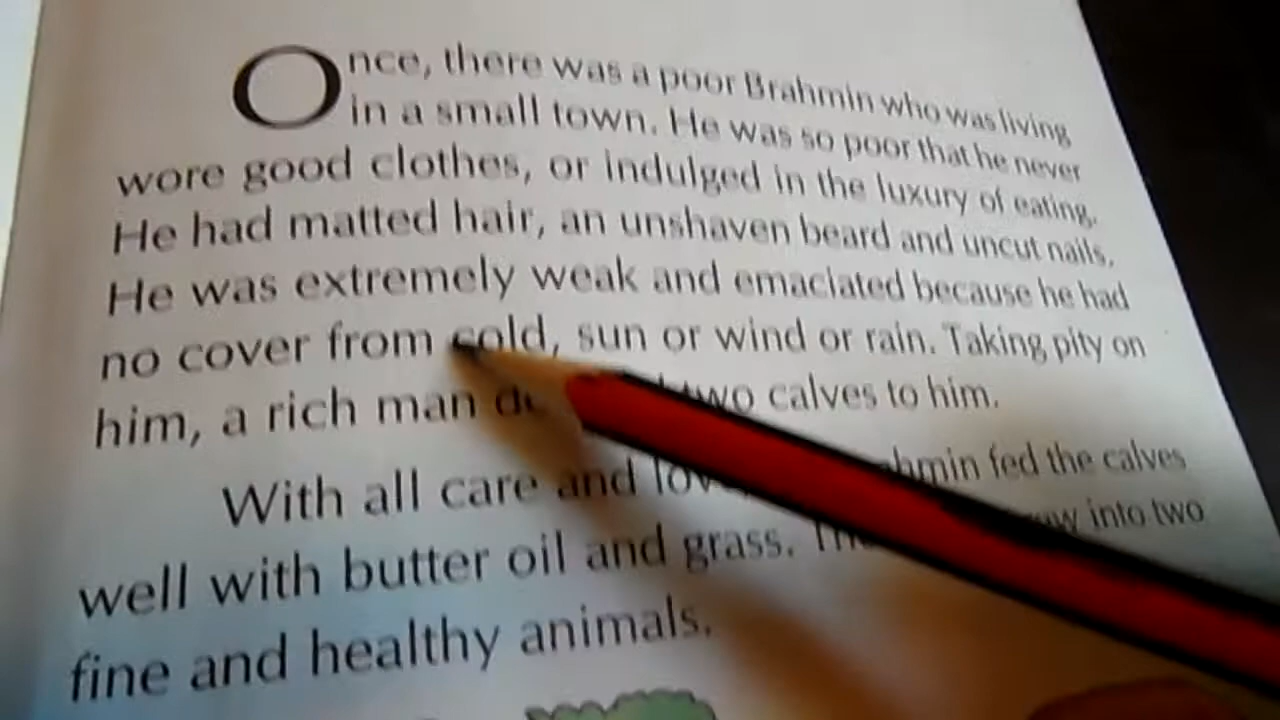 Once, there was a poor Brahmin who was living
in a small town. He was so poor that he never
wore good clothes, or indulged in the luxury of eating.
He had matted hair, an unshaven beard and uncut nails.
He was extremely weak and emaciated because he had
no cover from cold, sun or wind or rain. Taking pity on
him, a rich man two calves to him.
With all care and fed the calves
well with butter oil and grass. into two
fine and healthy animals.